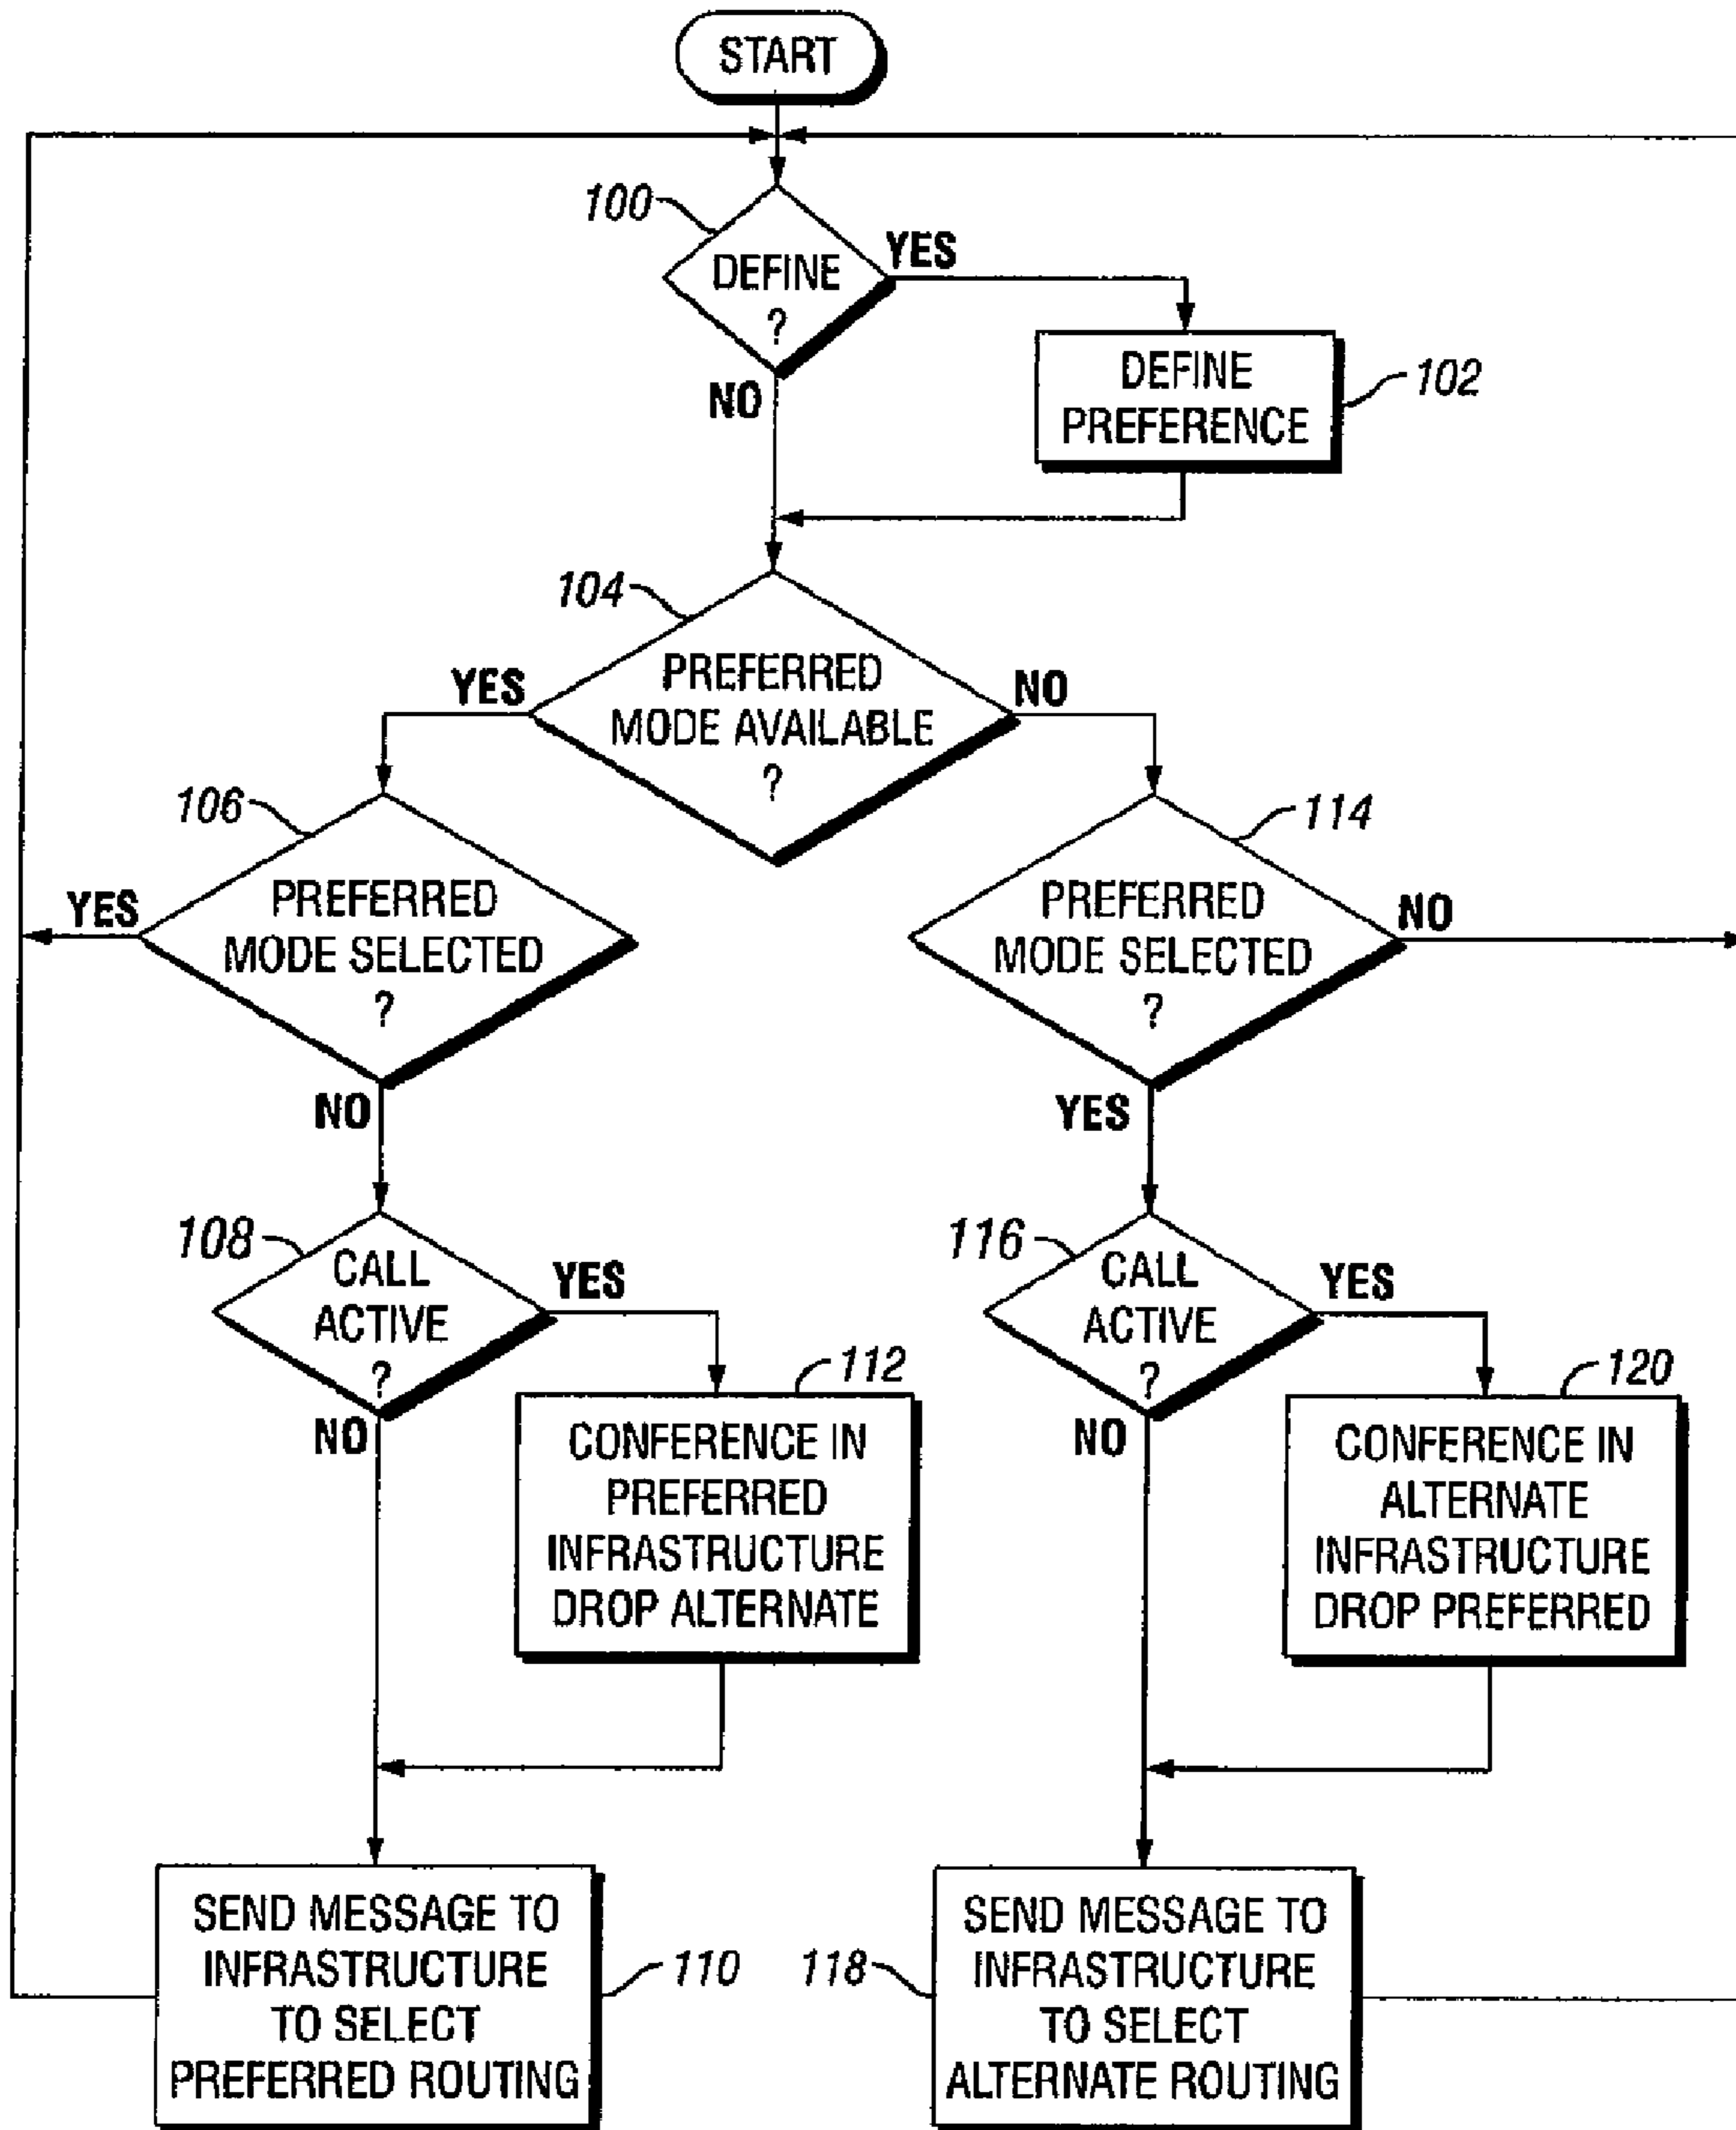 START
100
DEFINE
?
YES
NO
DEFINE
PREFERENCE
102
104
PREFERRED
MODE AVAILABLE
?
YES
NO
106
PREFERRED
MODE SELECTED
?
YES
NO
114
PREFERRED
MODE SELECTED
?
NO
YES
108
CALL
ACTIVE
?
YES
NO
112
CONFERENCE IN
PREFERRED
INFRASTRUCTURE
DROP ALTERNATE
116
CALL
ACTIVE
?
YES
NO
120
CONFERENCE IN
ALTERNATE
INFRASTRUCTURE
DROP PREFERRED
SEND MESSAGE TO
INFRASTRUCTURE
TO SELECT
PREFERRED ROUTING
110
118
SEND MESSAGE TO
INFRASTRUCTURE
TO SELECT
ALTERNATE ROUTING